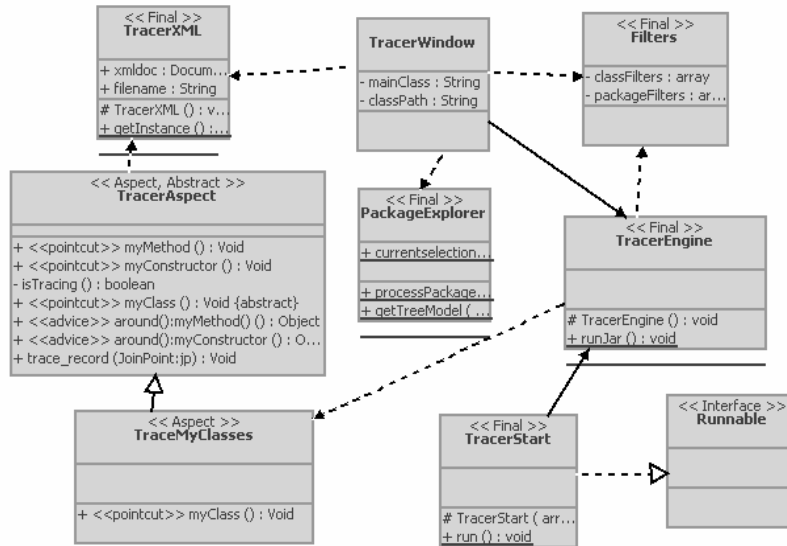 << Final >>
TracerXML
+ xmldoc : Docum...
+ filename : String
# TracerXML () : v...
+ getInstance () :...
TracerWindow
- mainClass : String
- classPath : String
<< Final >>
Filters
- classFilters : array
- packageFilters : ar...
<< Aspect, Abstract >>
TracerAspect
+ <<pointcut>> myMethod () : Void
+ <<pointcut>> myConstructor () : Void
- isTracing () : boolean
+ <<pointcut>> myClass () : Void {abstract}
+ <<advice>> around():myMethod() () : Object
+ <<advice>> around():myConstructor () : O...
+ trace_record (JoinPoint:jp) : Void
<< Final >>
PackageExplorer
+ currentselection...
+ processPackage...
+ getTreeModel ( ...
<< Final >>
TracerEngine
# TracerEngine () : void
+ runJar () : void
<< Aspect >>
TraceMyClasses
+ <<pointcut>> myClass () : Void
<< Final >>
TracerStart
# TracerStart ( arr...
+ run () : void
<< Interface >>
Runnable